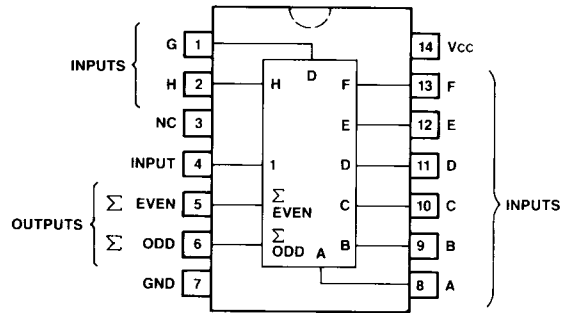 G 1 D 14 VCC
INPUTS
H 2 H F 13 F
NC 3 E 12 E
INPUT 4 1 D 11 D
INPUTS
Σ EVEN 5 Σ EVEN C 10 C
OUTPUTS
Σ ODD 6 Σ ODD B 9 B
GND 7 A 8 A